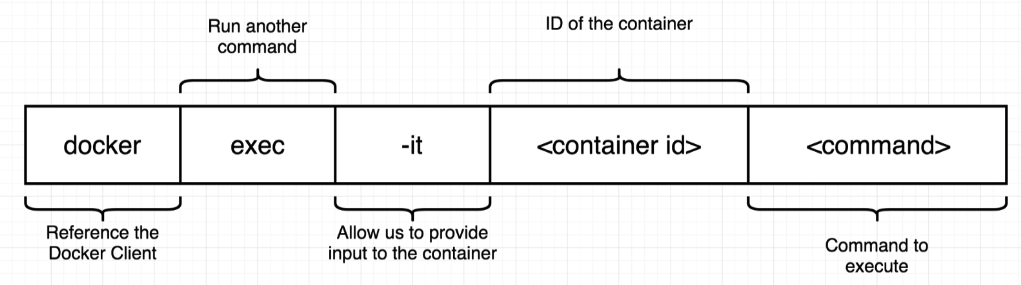 Run another
command
ID of the container
docker
exec
-it
<container id>
<command>
Reference the
Docker Client
Allow us to provide
input to the container
Command to
execute